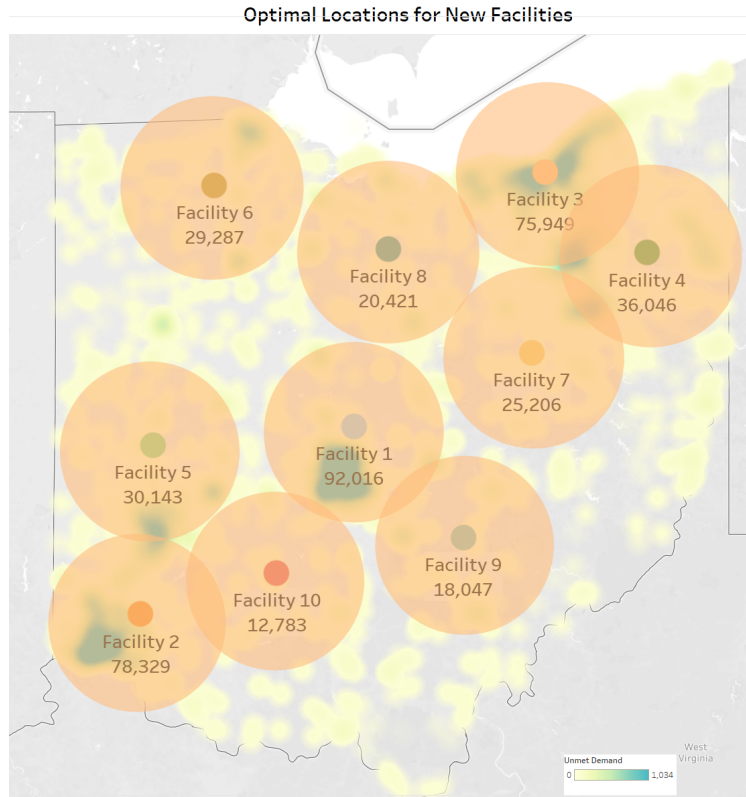 Optimal Locations for New Facilities
Facility 3
75,949
Facility 6
29,287
Facility 8
20,421
Facility 4
36,046
Facility 7
25,206
Facility 1
92,016
Facility 5
30,143
Facility 9
18,047
Facility 10
12,783
Facility 2
78,329
West
Virginia
Unmet Demand
0 1,034